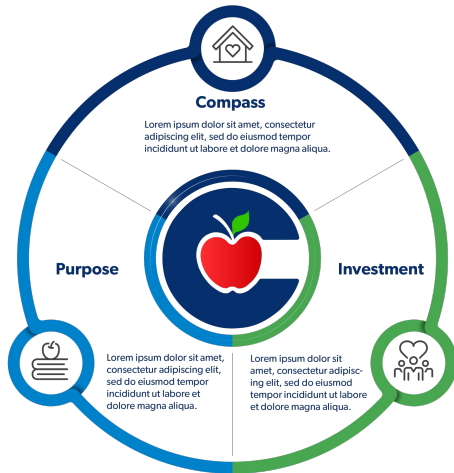 Compass
Lorem ipsum dolor sit amet, consectetur
adipiscing elit, sed do eiusmod tempor
incididunt ut labore et dolore magna aliqua.
Purpose
Investment
Lorem ipsum dolor sit amet,
consectetur adipiscing elit,
sed do eiusmod tempor
incididunt ut labore et
dolore magna aliqua.
Lorem ipsum dolor sit
amet, consectetur adipisc-
ing elit, sed do eiusmod
tempor incididunt ut labore
et dolore magna aliqua.